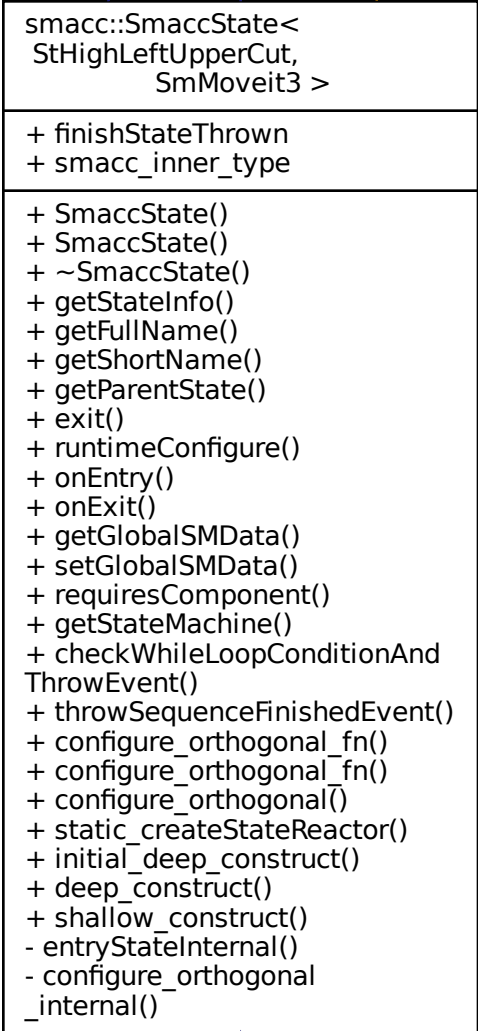 smacc::SmaccState<
StHighLeftUpperCut,
SmMoveit3 >
+ finishStateThrown
+ smacc_inner_type
+ SmaccState()
+ SmaccState()
+ ~SmaccState()
+ getStateInfo()
+ getFullName()
+ getShortName()
+ getParentState()
+ exit()
+ runtimeConfigure()
+ onEntry()
+ onExit()
+ getGlobalSMData()
+ setGlobalSMData()
+ requiresComponent()
+ getStateMachine()
+ checkWhileLoopConditionAnd
ThrowEvent()
+ throwSequenceFinishedEvent()
+ configure_orthogonal_fn()
+ configure_orthogonal_fn()
+ configure_orthogonal()
+ static_createStateReactor()
+ initial_deep_construct()
+ deep_construct()
+ shallow_construct()
- entryStateInternal()
- configure_orthogonal
_internal()